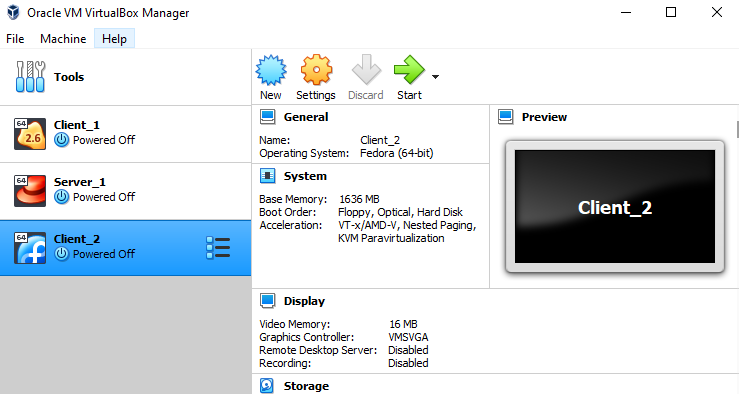 Oracle VM VirtualBox Manager
File Machine Help
Tools
New Settings Discard Start
64
2.6
Client_1
Powered Off
64
Server_1
Powered Off
64
Client_2
Powered Off
General
Name: Client_2
Operating System: Fedora (64-bit)
System
Base Memory: 1636 MB
Boot Order: Floppy, Optical, Hard Disk
Acceleration: VT-x/AMD-V, Nested Paging,
KVM Paravirtualization
Preview
Client_2
Display
Video Memory: 16 MB
Graphics Controller: VMSVGA
Remote Desktop Server: Disabled
Recording: Disabled
Storage